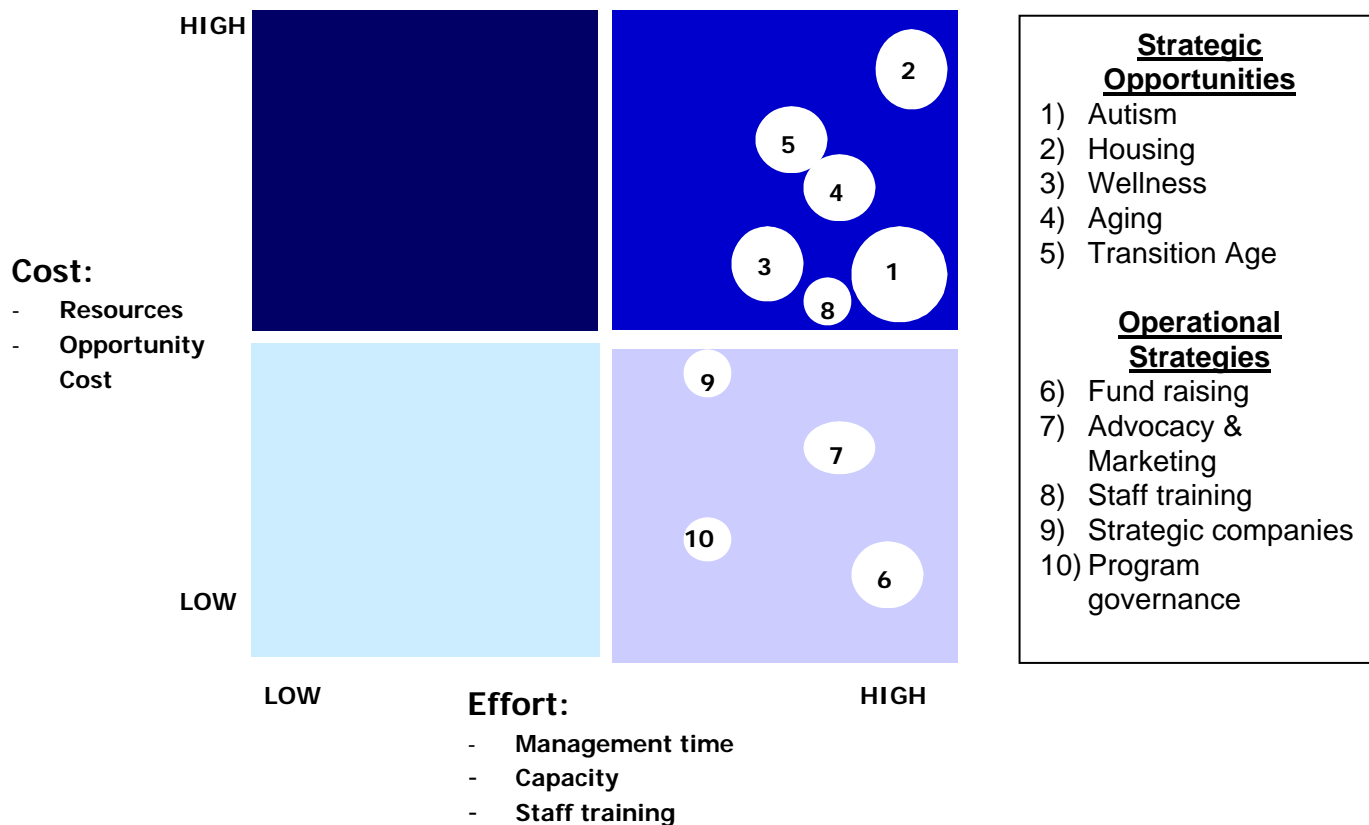 HIGH
2
5
4
3
1
8
Cost:
- Resources
- Opportunity
Cost
9
7
10
6
LOW
LOW
HIGH
Effort:
- Management time
- Capacity
- Staff training
Strategic
Opportunities
1) Autism
2) Housing
3) Wellness
4) Aging
5) Transition Age
Operational
Strategies
6) Fund raising
7) Advocacy &
Marketing
8) Staff training
9) Strategic companies
10) Program
governance